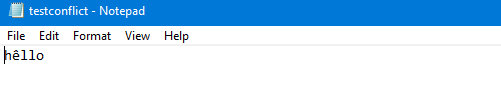 testconflict - Notepad
File Edit Format View Help
hêllo